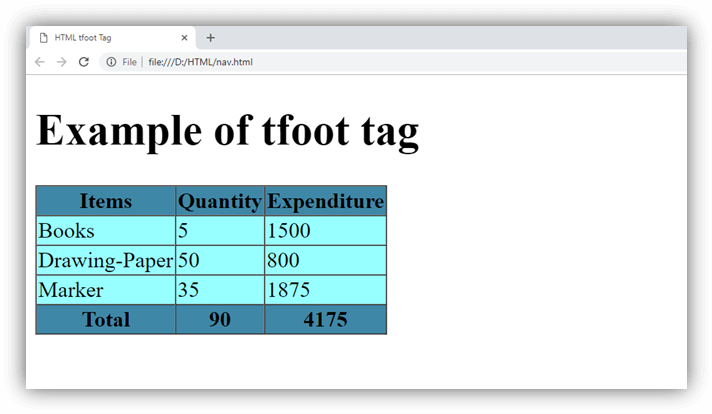 HTML tfoot Tag
File file:///D:/HTML/nav.html
Example of tfoot tag
Items Quantity Expenditure
Books 5 1500
Drawing-Paper 50 800
Marker 35 1875
Total 90 4175